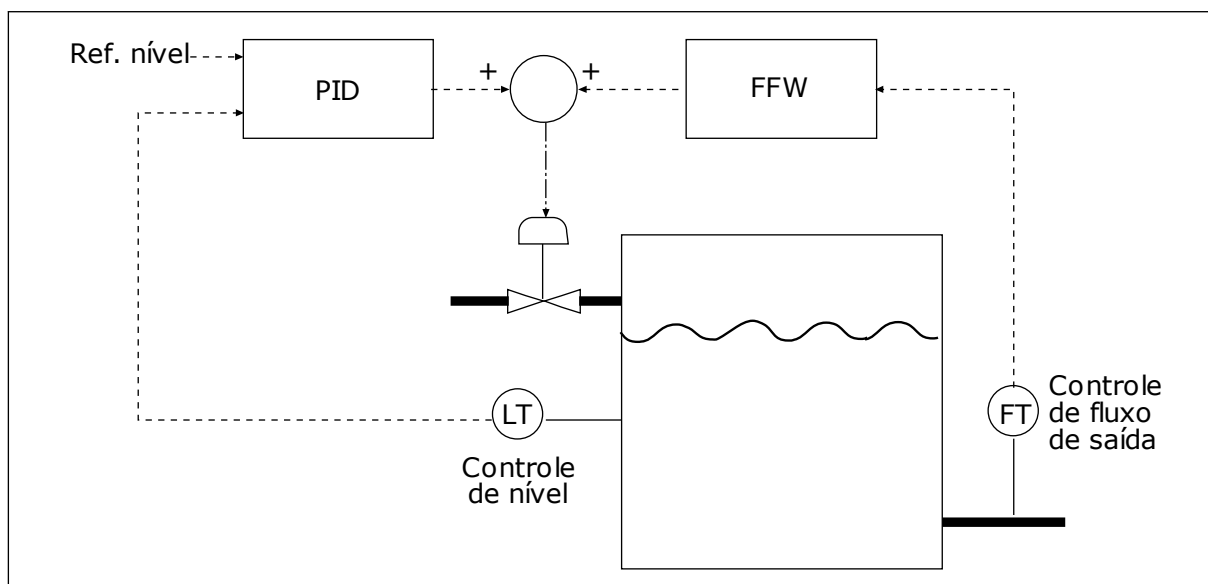 Ref. nível
PID
+
+
FFW
LT
Controle
de nível
FT
Controle
de fluxo
de saída